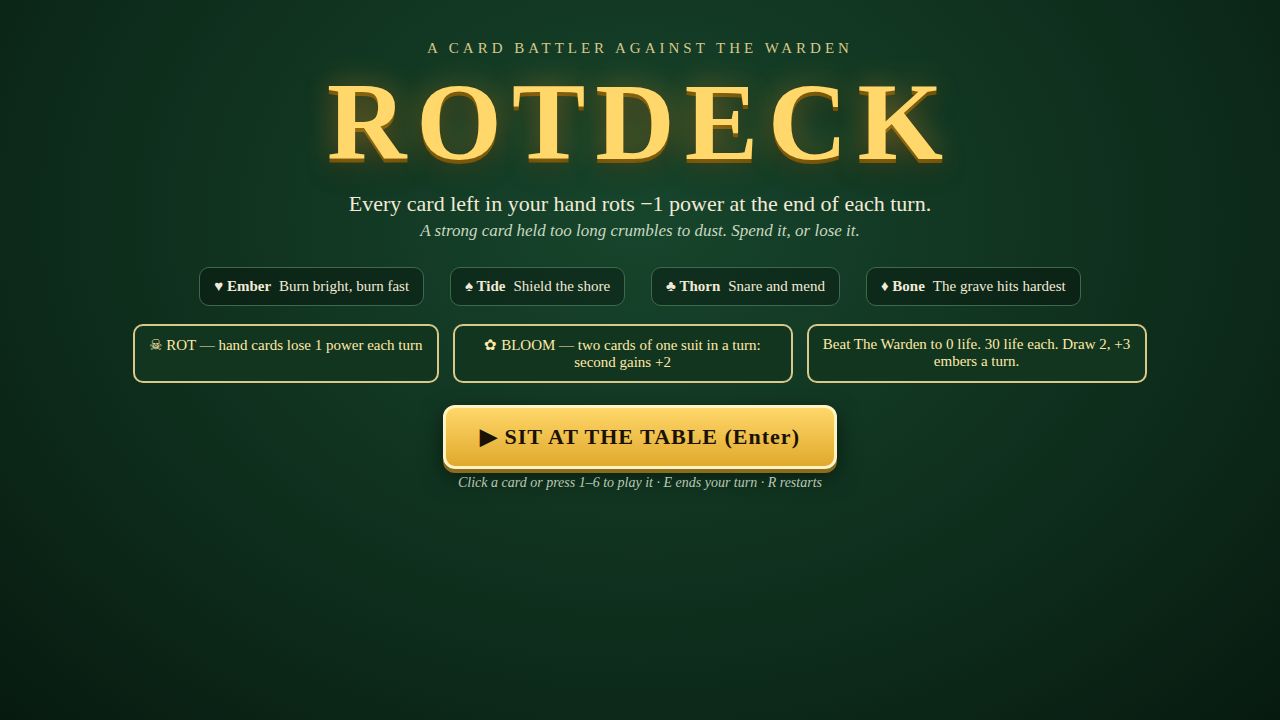 A CARD BATTLER AGAINST THE WARDEN
ROTDECK
Every card left in your hand rots −1 power at the end of each turn.
A strong card held too long crumbles to dust. Spend it, or lose it.
♥ Ember Burn bright, burn fast
♠ Tide Shield the shore
♣ Thorn Snare and mend
♦ Bone The grave hits hardest
☠ ROT — hand cards lose 1 power each turn
✿ BLOOM — two cards of one suit in a turn:
second gains +2
Beat The Warden to 0 life. 30 life each. Draw 2, +3
embers a turn.
▶ SIT AT THE TABLE (Enter)
Click a card or press 1–6 to play it · E ends your turn · R restarts